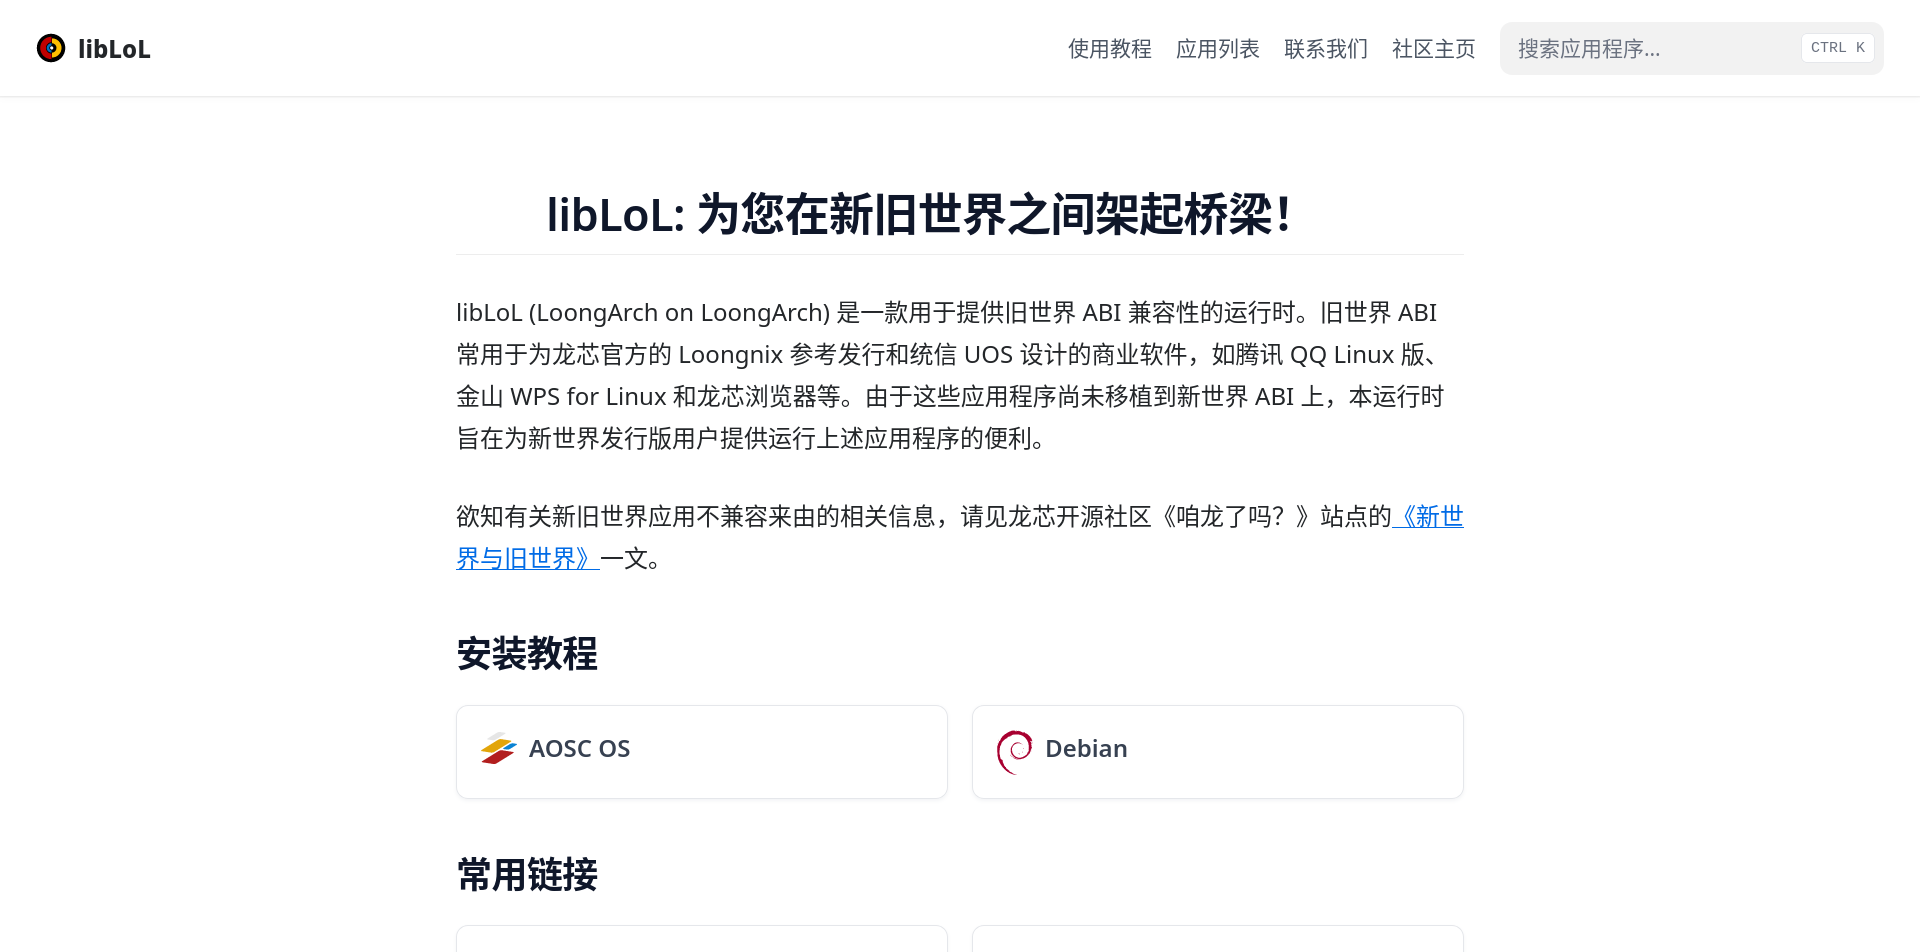 libLoL
使用教程
应用列表
联系我们
社区主页
搜索应用程序…
CTRL K
libLoL: 为您在新旧世界之间架起桥梁！
libLoL (LoongArch on LoongArch) 是一款用于提供旧世界 ABI 兼容性的运行时。旧世界 ABI
常用于为龙芯官方的 Loongnix 参考发行和统信 UOS 设计的商业软件，如腾讯 QQ Linux 版、
金山 WPS for Linux 和龙芯浏览器等。由于这些应用程序尚未移植到新世界 ABI 上，本运行时
旨在为新世界发行版用户提供运行上述应用程序的便利。
欲知有关新旧世界应用不兼容来由的相关信息，请见龙芯开源社区《咱龙了吗？》站点的《新世
界与旧世界》一文。
安装教程
AOSC OS
Debian
常用链接